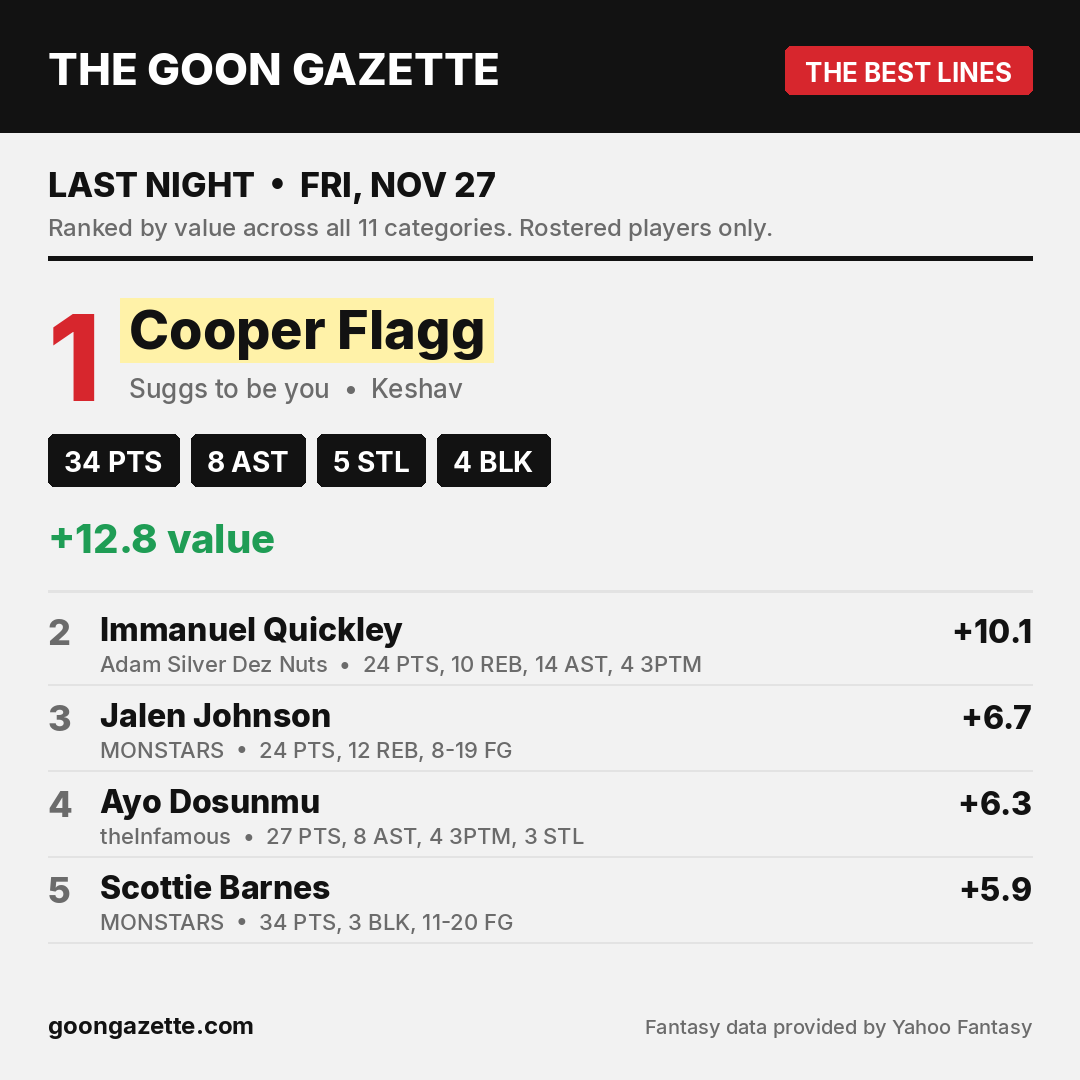 THE GOON GAZETTE
THE BEST LINES
LAST NIGHT • FRI, NOV 27
Ranked by value across all 11 categories. Rostered players only.
1
Cooper Flagg
Suggs to be you • Keshav
34 PTS 8 AST 5 STL 4 BLK
+12.8 value
2 Immanuel Quickley +10.1
Adam Silver Dez Nuts • 24 PTS, 10 REB, 14 AST, 4 3PTM
3 Jalen Johnson +6.7
MONSTARS • 24 PTS, 12 REB, 8-19 FG
4 Ayo Dosunmu +6.3
theInfamous • 27 PTS, 8 AST, 4 3PTM, 3 STL
5 Scottie Barnes +5.9
MONSTARS • 34 PTS, 3 BLK, 11-20 FG
goongazette.com
Fantasy data provided by Yahoo Fantasy